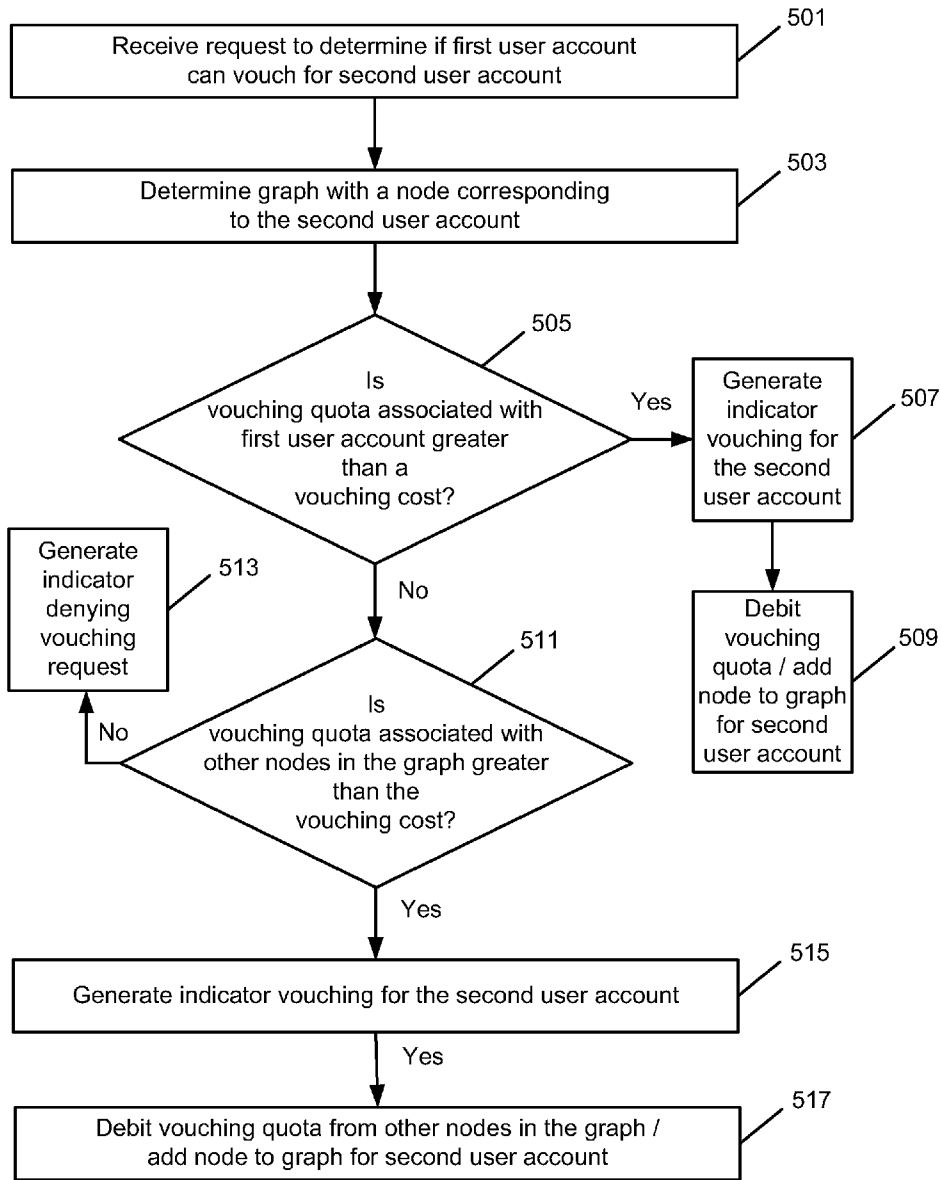 501
Receive request to determine if first user account
can vouch for second user account
503
Determine graph with a node corresponding
to the second user account
505
Is
vouching quota associated with
first user account greater
than a
vouching cost?
Yes
Generate
indicator
vouching for
the second
user account
507
No
Generate
indicator
denying
vouching
request
513
Debit
vouching
quota / add
node to graph
for second
user account
509
511
Is
vouching quota associated with
other nodes in the graph greater
than the
vouching cost?
No
Yes
515
Generate indicator vouching for the second user account
Yes
517
Debit vouching quota from other nodes in the graph /
add node to graph for second user account